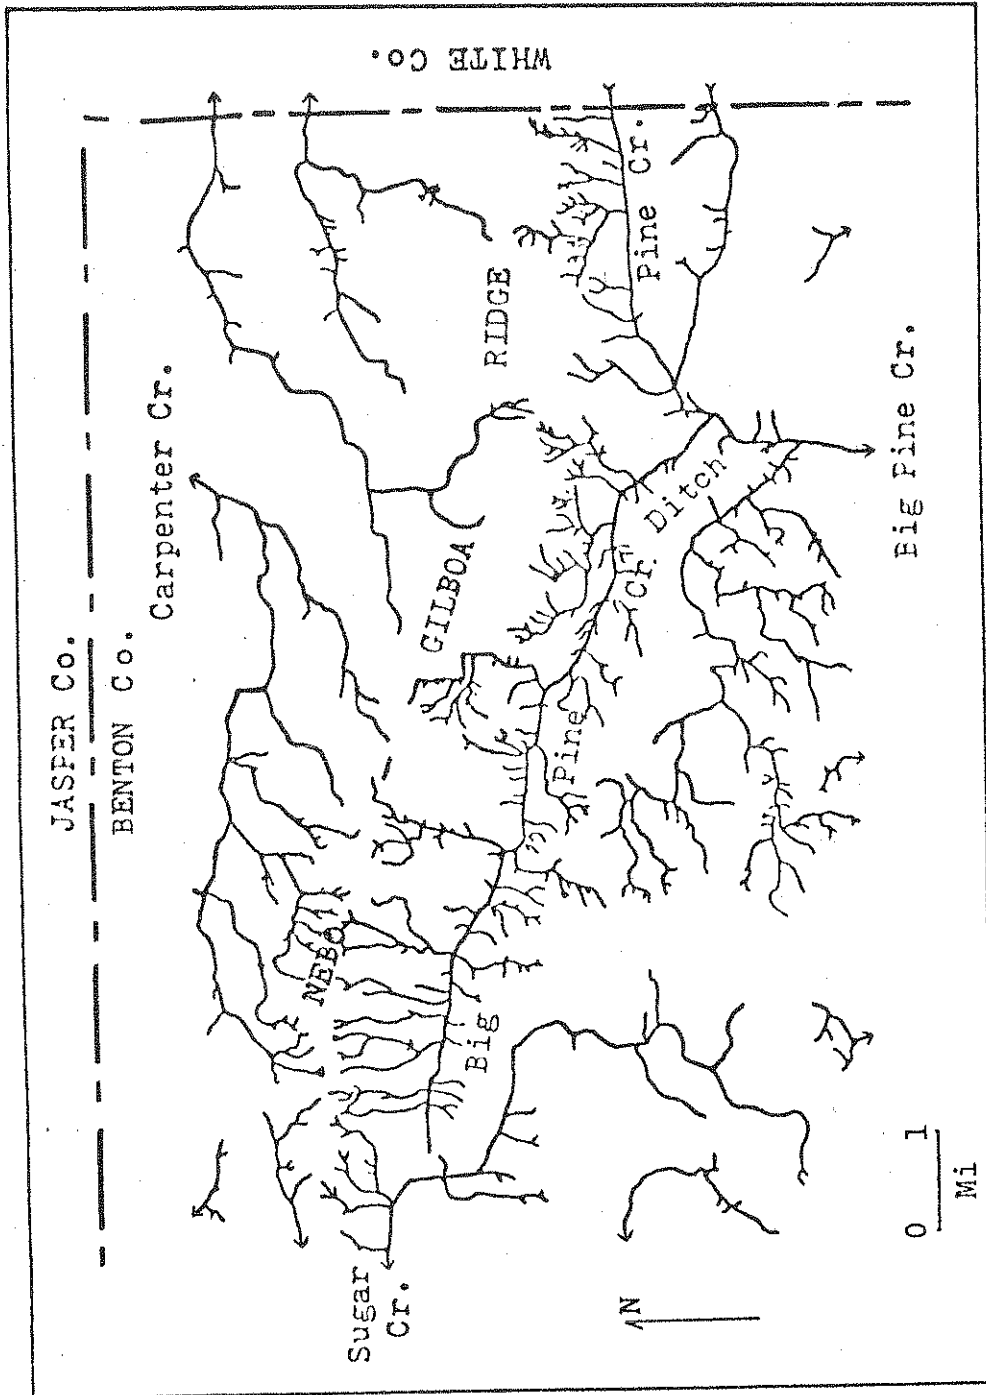 JASPER Co.
BENTON Co.
WHITE Co.
Carpenter Cr.
NEBO
GILBOA
RIDGE
Sugar
Cr.
Big
Pine
Cr.
Ditch
Pine Cr.
Big Pine Cr.
N
0 1
Mi